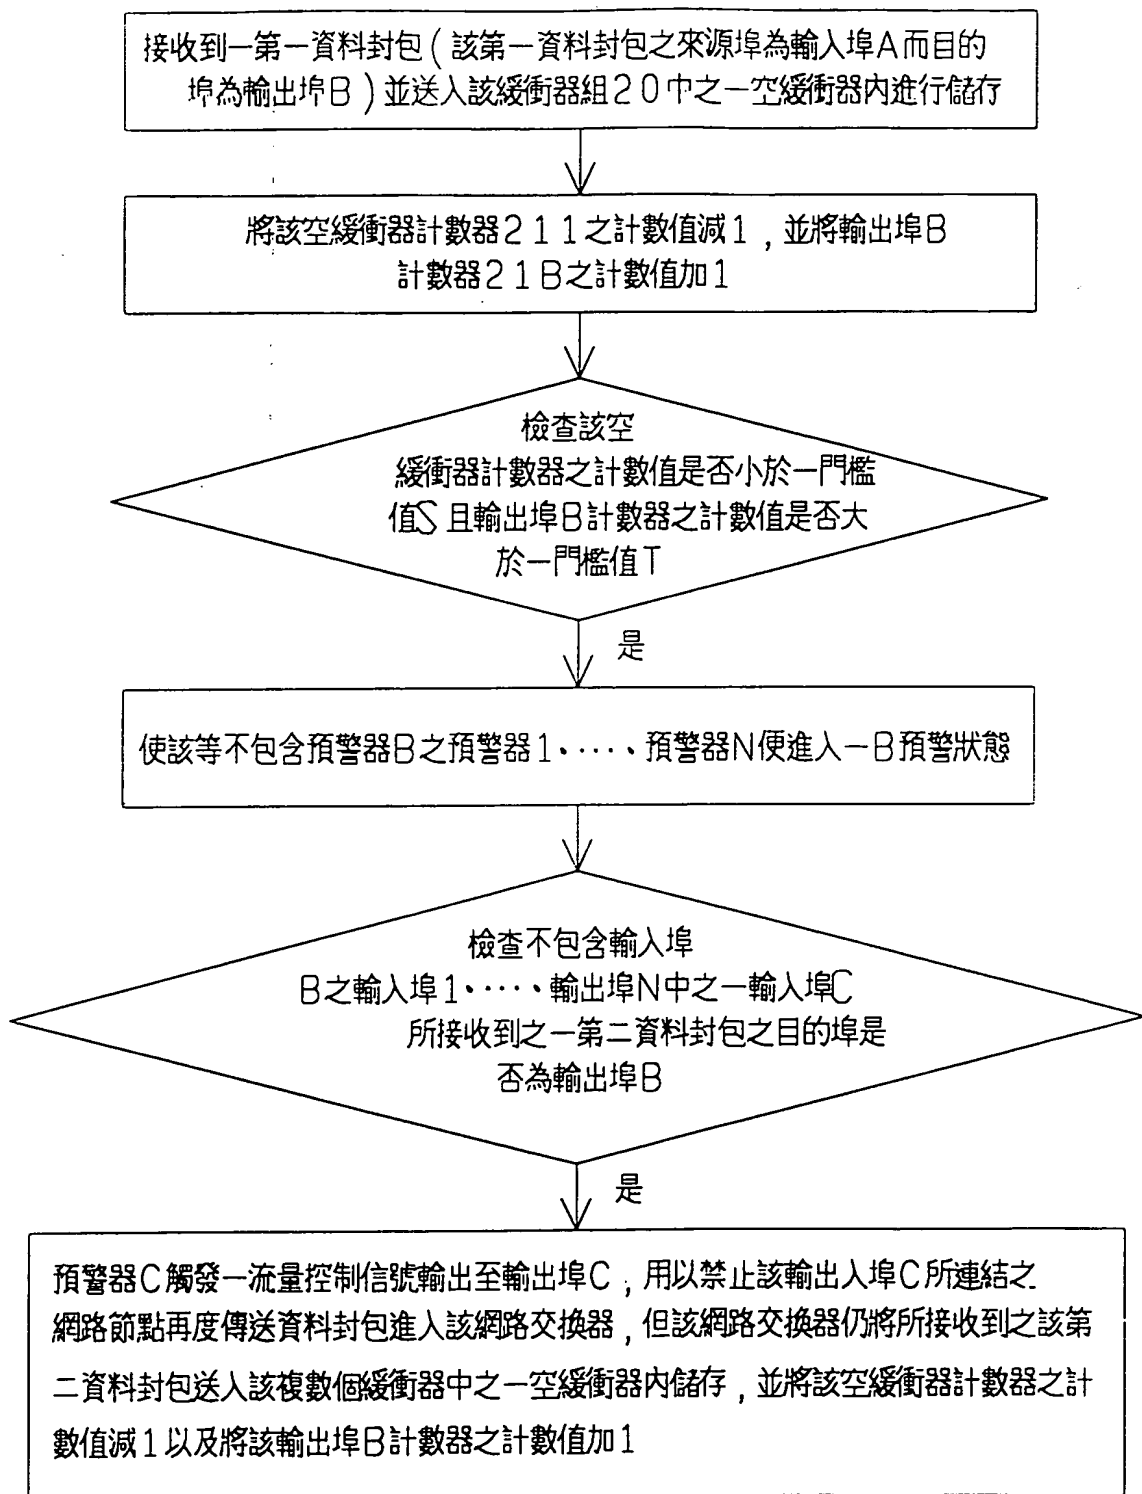 接收到一第一資料封包(該第一資料封包之來源埠為輸入埠A而目的
埠為輸出埠B)並送入該緩衝器組20中之一空緩衝器內進行儲存
將該空緩衝器計數器211之計數值減1,並將輸出埠B
計數器21B之計數值加1
檢查該空
緩衝器計數器之計數值是否小於一門檻
值S且輸出埠B計數器之計數值是否大
於一門檻值T
是
使該等不包含預警器B之預警器1、····、預警器N便進入一B預警狀態
檢查不包含輸入埠
B之輸入埠1、····、輸出埠N中之一輸入埠C
所接收到之一第二資料封包之目的埠是
否為輸出埠B
是
預警器C觸發一流量控制信號輸出至輸出埠C,用以禁止該輸出入埠C所連結之
網路節點再度傳送資料封包進入該網路交換器,但該網路交換器仍將所接收到之該第
二資料封包送入該複數個緩衝器中之一空緩衝器內儲存,並將該空緩衝器計數器之計
數值減1以及將該輸出埠B計數器之計數值加1